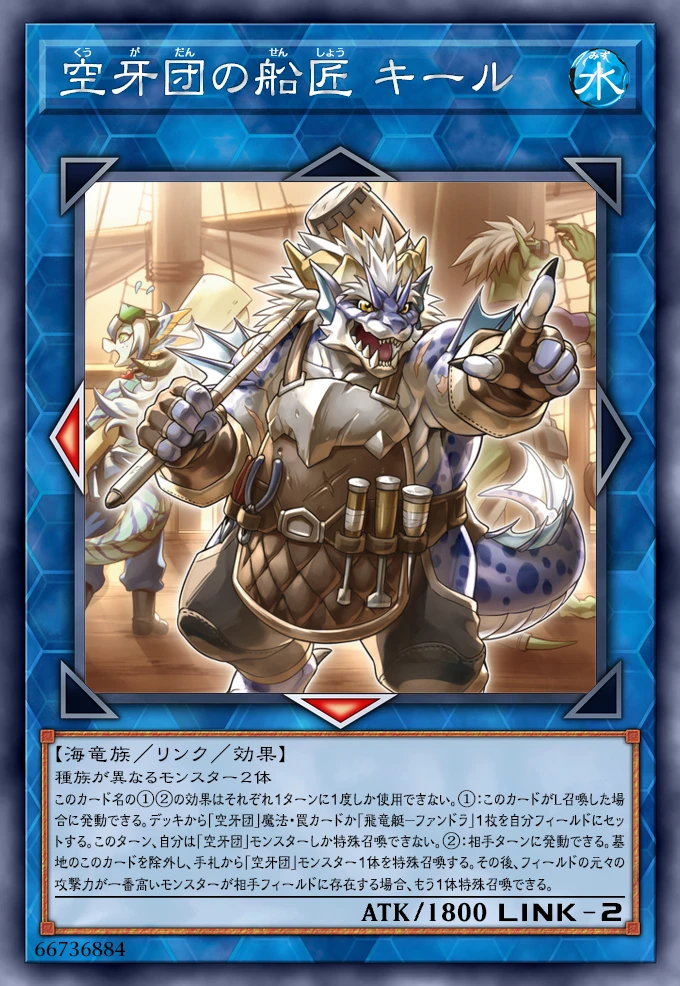 くう が だん せん しょう
空牙団の船匠 キール
みず
水
【海竜族／リンク／効果】
種族が異なるモンスター2体
このカード名の①②の効果はそれぞれ1ターンに1度しか使用できない。①：このカードがL召喚した場
合に発動できる。デッキから「空牙団」魔法・罠カードか「飛竜艇－ファンドラ」1枚を自分フィールドにセッ
トする。このターン、自分は「空牙団」モンスターしか特殊召喚できない。②：相手ターンに発動できる。墓
地のこのカードを除外し、手札から「空牙団」モンスター1体を特殊召喚する。その後、フィールドの元々の
攻撃力が一番高いモンスターが相手フィールドに存在する場合、もう1体特殊召喚できる。
ATK/1800 LINK-2
66736884